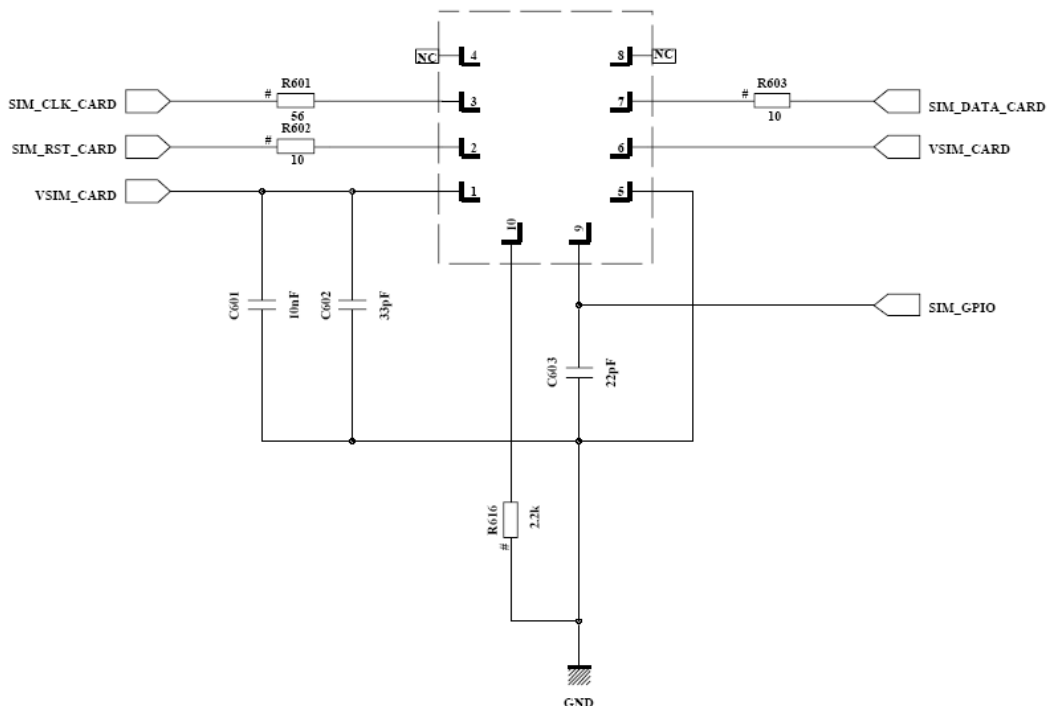 NC 4 8 NC
R601 R603
SIM_CLK_CARD # 3 7 # SIM_DATA_CARD
56 10
R602
SIM_RST_CARD # 2 6 VSIM_CARD
10
VSIM_CARD 1 5
10 9
C601 10nF C602 33pF SIM_GPIO
C603 22pF
R616 2.2k
#
GND